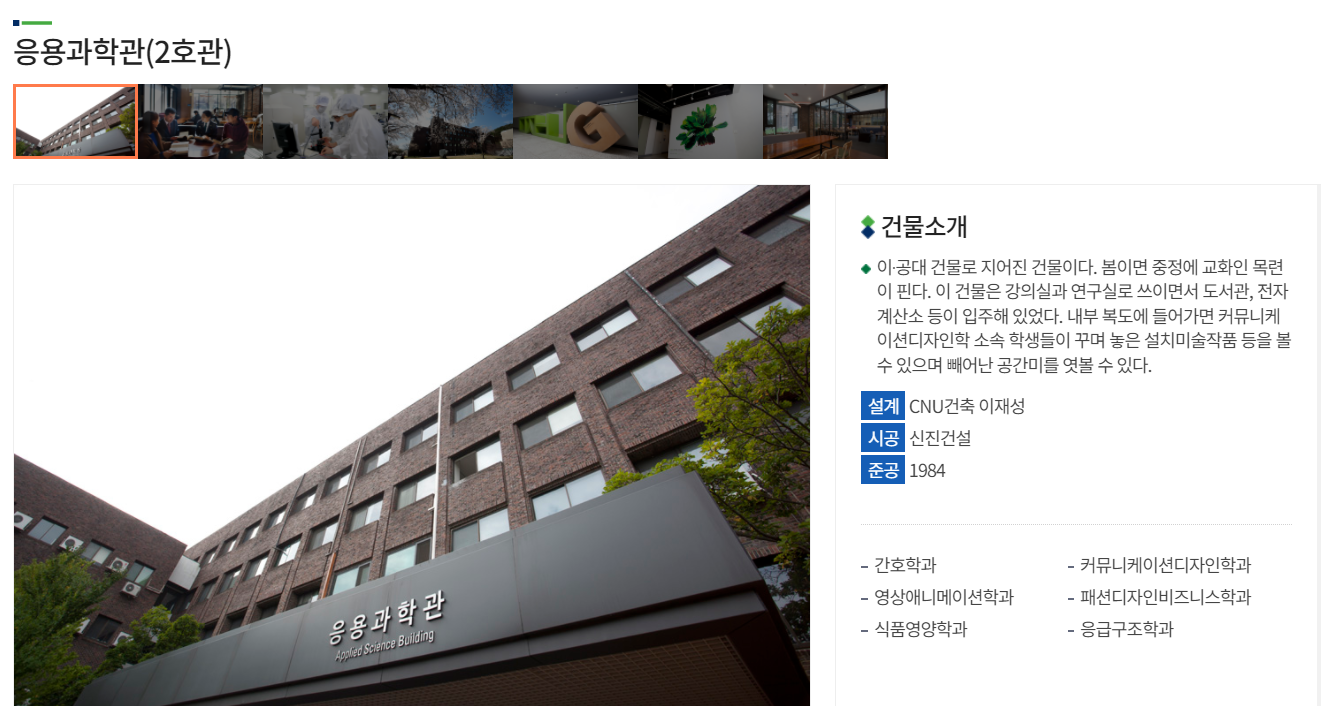 응용과학관(2호관)
G
응용과학관
Applied Science Building
건물소개
이·공대 건물로 지어진 건물이다. 봄이면 중정에 교화인 목련
이 핀다. 이 건물은 강의실과 연구실로 쓰이면서 도서관, 전자
계산소 등이 입주해 있었다. 내부 복도에 들어가면 커뮤니케
이션디자인학 소속 학생들이 꾸며 놓은 설치미술작품 등을 볼
수 있으며 빼어난 공간미를 엿볼 수 있다.
설계 CNU건축 이재성
시공 신진건설
준공 1984
- 간호학과
- 커뮤니케이션디자인학과
- 영상애니메이션학과
- 패션디자인비즈니스학과
- 식품영양학과
- 응급구조학과